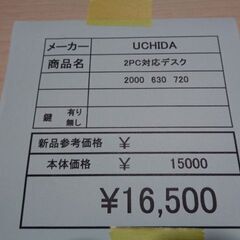 メーカー UCHIDA
商品名 2PC対応デスク
2000 630 720
鍵 有り
無し
新品参考価格 ¥
本体価格 ¥ 15000
¥16,500